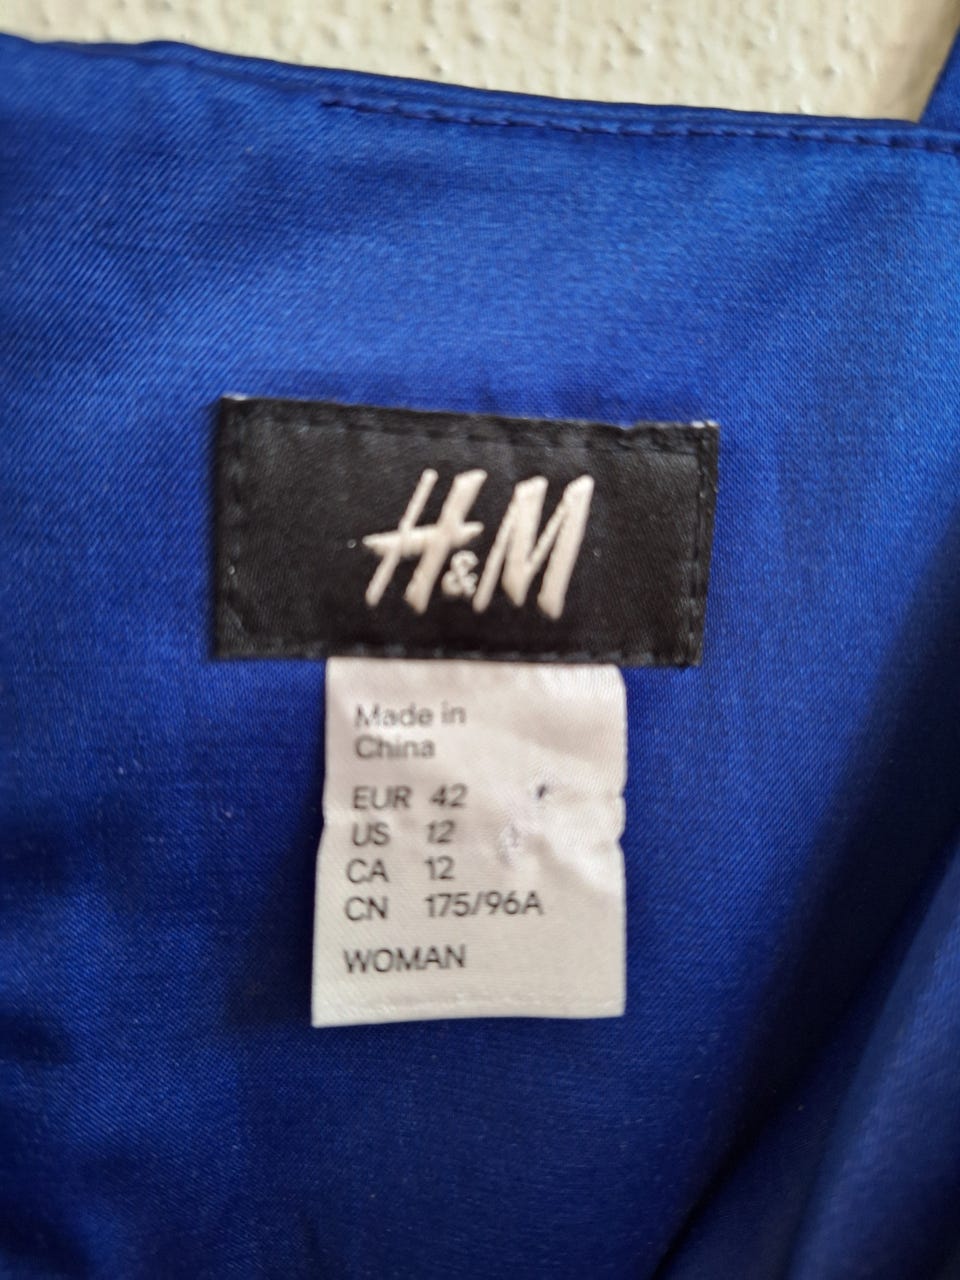 H&M
Made in
China
EUR 42
US 12
CA 12
CN 175/96A
WOMAN